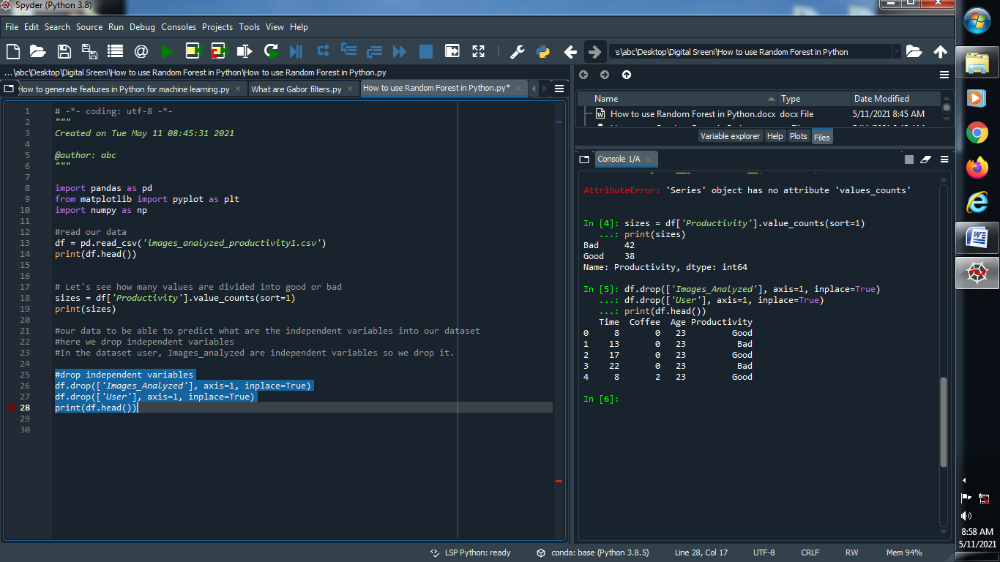 Spyder (Python 3.8)
File Edit Search Source Run Debug Consoles Projects Tools View Help
:s\abc\Desktop\Digital Sreeni\How to use Random Forest in Python
...\abc\Desktop\Digital Sreeni\How to use Random Forest in Python\How to use Random Forest in Python.py
How to generate features in Python for machine learning.py
What are Gabor filters.py
How to use Random Forest in Python.py*
1 # -*- coding: utf-8 -*-
2 """
3 Created on Tue May 11 08:45:31 2021
4
5 @author: abc
6 """
7
8 import pandas as pd
9 from matplotlib import pyplot as plt
10 import numpy as np
11
12 #read our data
13 df = pd.read_csv('images_analyzed_productivity1.csv')
14 print(df.head())
15
16
17 # Let's see how many values are divided into good or bad
18 sizes = df['Productivity'].value_counts(sort=1)
19 print(sizes)
20
21 #our data to be able to predict what are the independent variables into our dataset
22 #here we drop independent variables
23 #In the dataset user, Images_analyzed are independent variables so we drop it.
24
25 #drop independent variables
26 df.drop(['Images_Analyzed'], axis=1, inplace=True)
27 df.drop(['User'], axis=1, inplace=True)
28 print(df.head())
29
30
Name Type Date Modified
How to use Random Forest in Python.docx docx File 5/11/2021 8:45 AM
Variable explorer Help Plots Files
Console 1/A
AttributeError: 'Series' object has no attribute 'values_counts'
In [4]: sizes = df['Productivity'].value_counts(sort=1)
...: print(sizes)
Bad 42
Good 38
Name: Productivity, dtype: int64
In [5]: df.drop(['Images_Analyzed'], axis=1, inplace=True)
...: df.drop(['User'], axis=1, inplace=True)
...: print(df.head())
Time Coffee Age Productivity
0 8 0 23 Good
1 13 0 23 Bad
2 17 0 23 Good
3 22 0 23 Bad
4 8 2 23 Good
In [6]:
LSP Python: ready conda: base (Python 3.8.5) Line 28, Col 17 UTF-8 CRLF RW Mem 94%
8:58 AM
5/11/2021